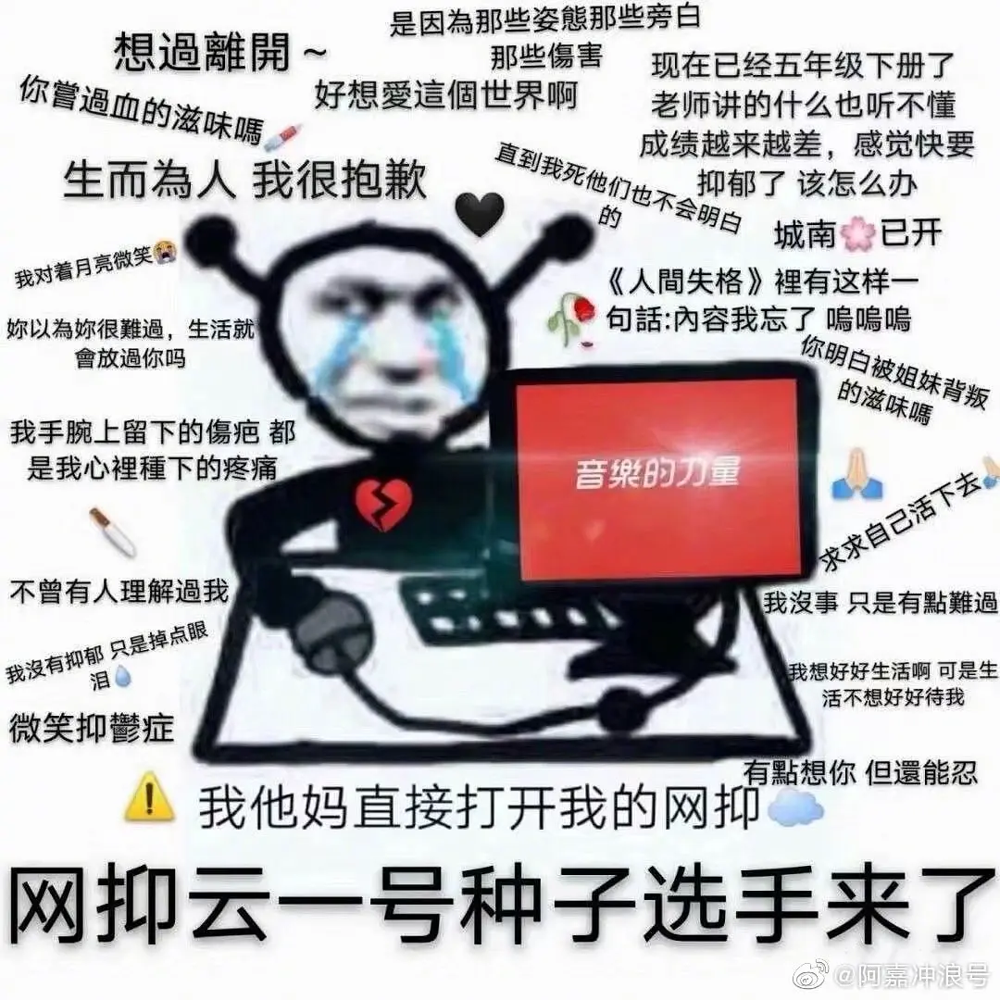 是因為那些姿態那些旁白
那些傷害
想過離開~
你嘗過血的滋味嗎
好想愛這個世界啊
现在已经五年级下册了
老师讲的什么也听不懂
成绩越来越差，感觉快要
抑郁了 该怎么办
生而為人 我很抱歉
直到我死他们也不会明白
的
城南🌸已开
我对着月亮微笑😭
《人間失格》裡有这样一
句話:內容我忘了 嗚嗚嗚
妳以為妳很難過，生活就
會放過你吗
你明白被姐妹背叛
的滋味嗎
我手腕上留下的傷疤 都
是我心裡種下的疼痛
音樂的力量
求求自己活下去
不曾有人理解過我
我沒事 只是有點難過
我沒有抑郁 只是掉点眼
泪💧
我想好好生活啊 可是生
活不想好好待我
微笑抑鬱症
有點想你 但還能忍
⚠️我他妈直接打开我的网抑☁️
网抑云一号种子选手来了
@阿嘉冲浪号